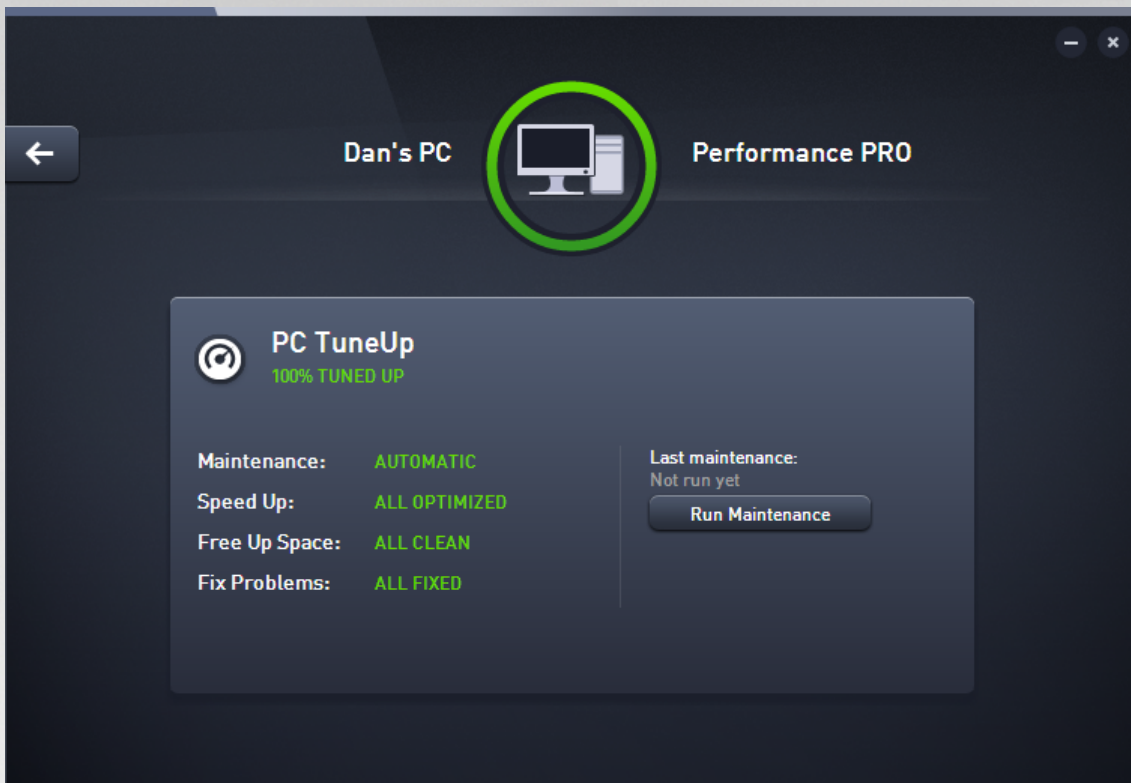 Dan's PC
Performance PRO
PC TuneUp
100% TUNED UP
Maintenance: AUTOMATIC
Speed Up: ALL OPTIMIZED
Free Up Space: ALL CLEAN
Fix Problems: ALL FIXED
Last maintenance:
Not run yet
Run Maintenance